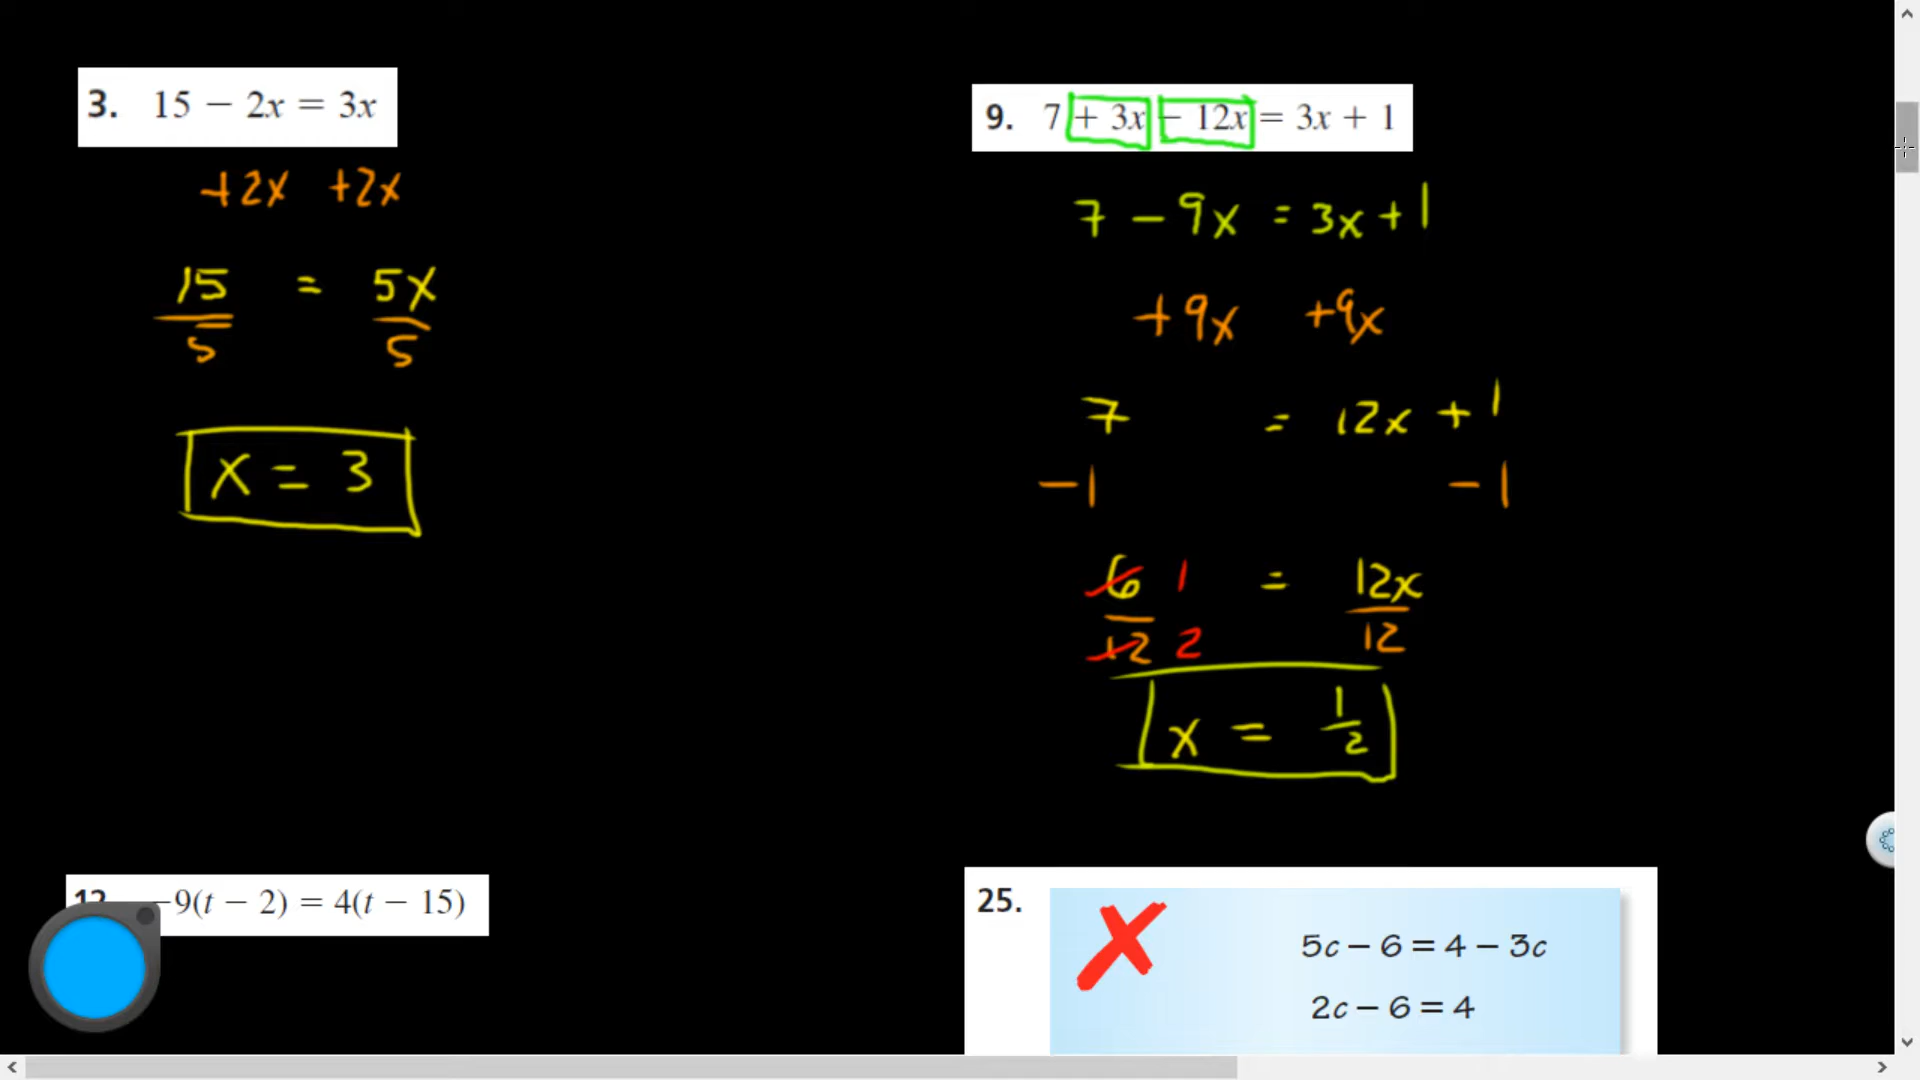 3. 15 − 2x = 3x
+2x +2x
15 = 5x
5 5
x = 3
9. 7 + 3x − 12x = 3x + 1
7 − 9x = 3x + 1
+9x +9x
7 = 12x + 1
−1 −1
6 1 = 12x
12 2 12
x = 1/2
−9(t − 2) = 4(t − 15)
25.
5c − 6 = 4 − 3c
2c − 6 = 4